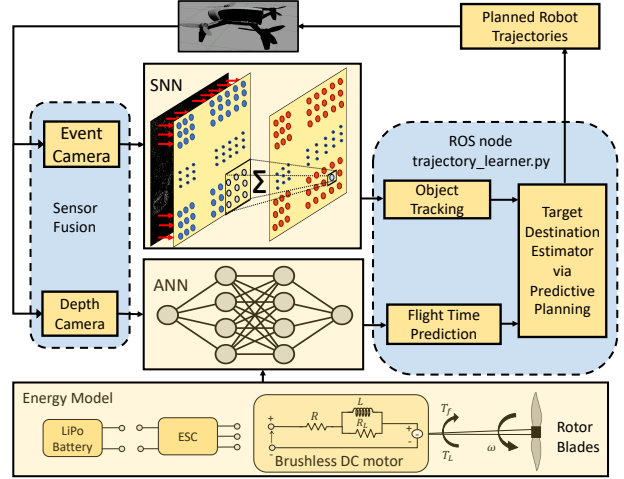 Planned Robot
Trajectories
SNN
Event
Camera
Σ
Sensor
Fusion
ROS node
trajectory_learner.py
Object
Tracking
Target
Destination
Estimator
via
Predictive
Planning
ANN
Depth
Camera
Flight Time
Prediction
Energy Model
LiPo
Battery
ESC
+
-
R
L
R_L
+
-
-
Brushless DC motor
T_f
T_L
ω
Rotor
Blades